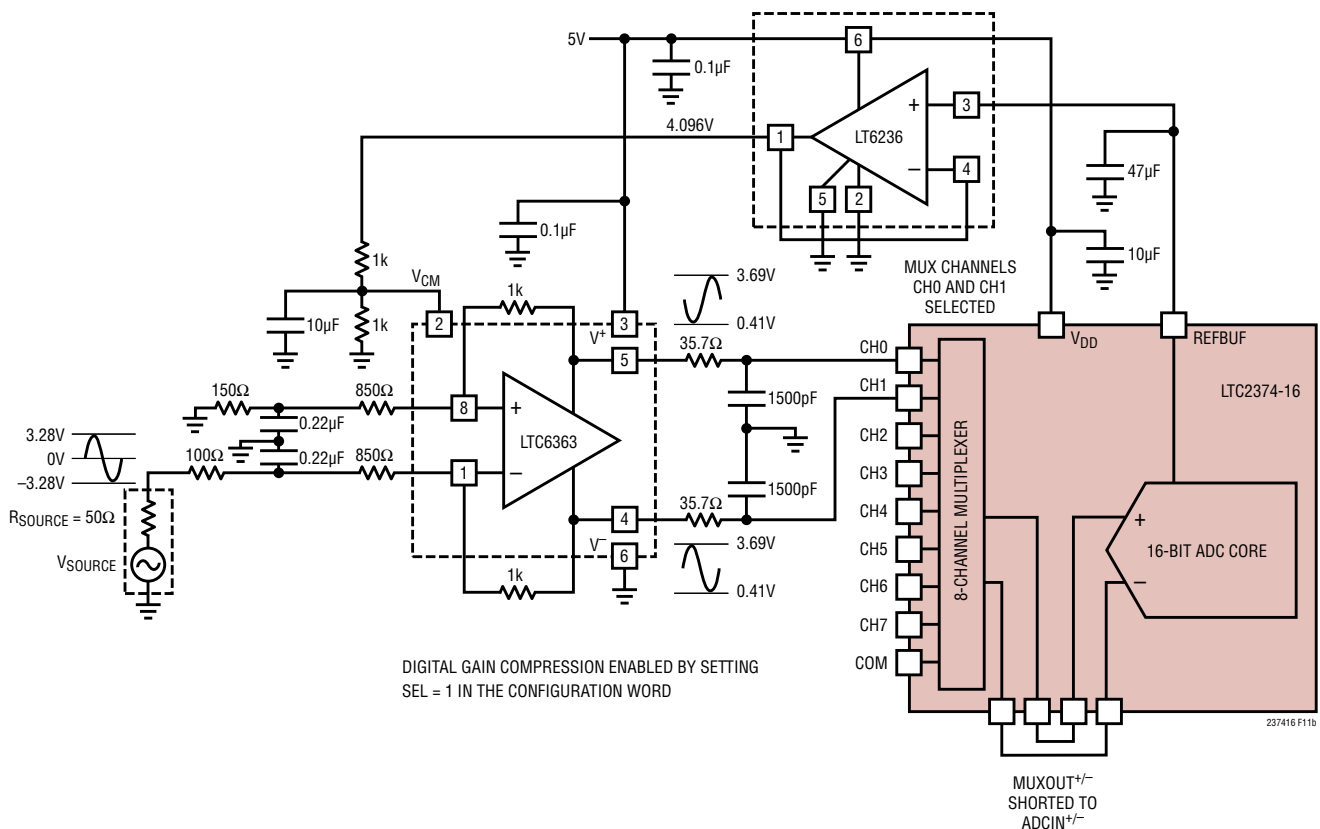 5V
6
0.1µF
4.096V
1
+
3
LT6236
–
4
5
2
47µF
0.1µF
10µF
1k
VCM
1k
10µF
1k
2
3
V+
MUX CHANNELS
CH0 AND CH1
SELECTED
3.69V
0.41V
35.7Ω
5
150Ω
850Ω
8
+
0.22µF
0.22µF
LTC6363
3.28V
0V
–3.28V
100Ω
850Ω
1
–
RSOURCE = 50Ω
VSOURCE
1500pF
1500pF
35.7Ω
4
V–
6
1k
3.69V
0.41V
VDD
REFBUF
LTC2374-16
CH0
CH1
CH2
CH3
CH4
CH5
CH6
CH7
COM
8-CHANNEL MULTIPLEXER
+
16-BIT ADC CORE
–
DIGITAL GAIN COMPRESSION ENABLED BY SETTING
SEL = 1 IN THE CONFIGURATION WORD
237416 F11b
MUXOUT+/–
SHORTED TO
ADCIN+/–